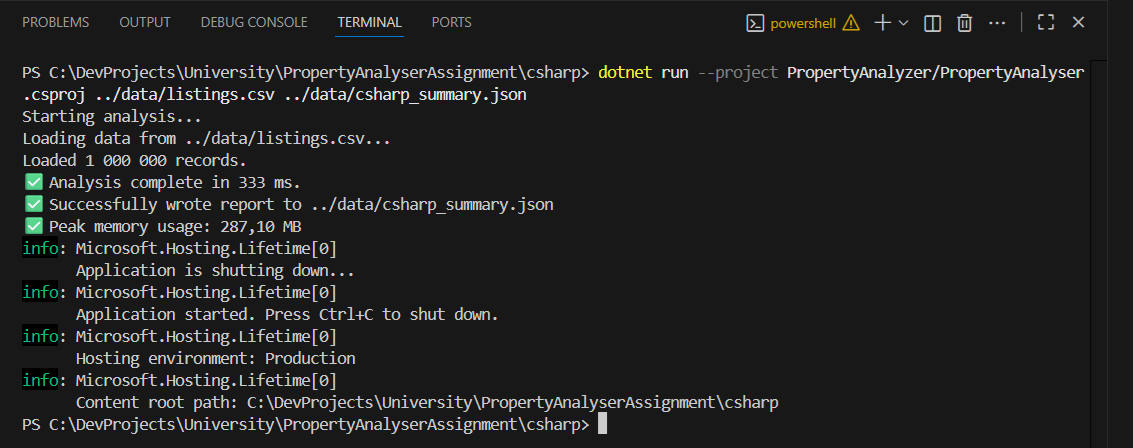 PROBLEMS OUTPUT DEBUG CONSOLE TERMINAL PORTS powershell
PS C:\DevProjects\University\PropertyAnalyserAssignment\csharp> dotnet run --project PropertyAnalyzer/PropertyAnalyser
.csproj ../data/listings.csv ../data/csharp_summary.json
Starting analysis...
Loading data from ../data/listings.csv...
Loaded 1 000 000 records.
✅ Analysis complete in 333 ms.
✅ Successfully wrote report to ../data/csharp_summary.json
✅ Peak memory usage: 287,10 MB
info: Microsoft.Hosting.Lifetime[0]
Application is shutting down...
info: Microsoft.Hosting.Lifetime[0]
Application started. Press Ctrl+C to shut down.
info: Microsoft.Hosting.Lifetime[0]
Hosting environment: Production
info: Microsoft.Hosting.Lifetime[0]
Content root path: C:\DevProjects\University\PropertyAnalyserAssignment\csharp
PS C:\DevProjects\University\PropertyAnalyserAssignment\csharp>